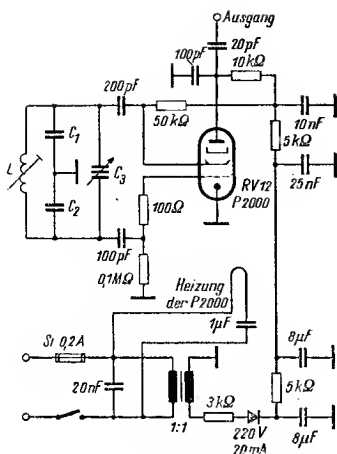 Ausgang
100pF
20pF
10kΩ
200pF
50kΩ
10nF
5kΩ
C1
L
C3
25nF
RV12
P2000
C2
100Ω
100pF
0,1MΩ
Heizung
der P2000
1µF
Si 0,2A
8µF
20nF
5kΩ
3kΩ
1:1
220V
20mA
8µF